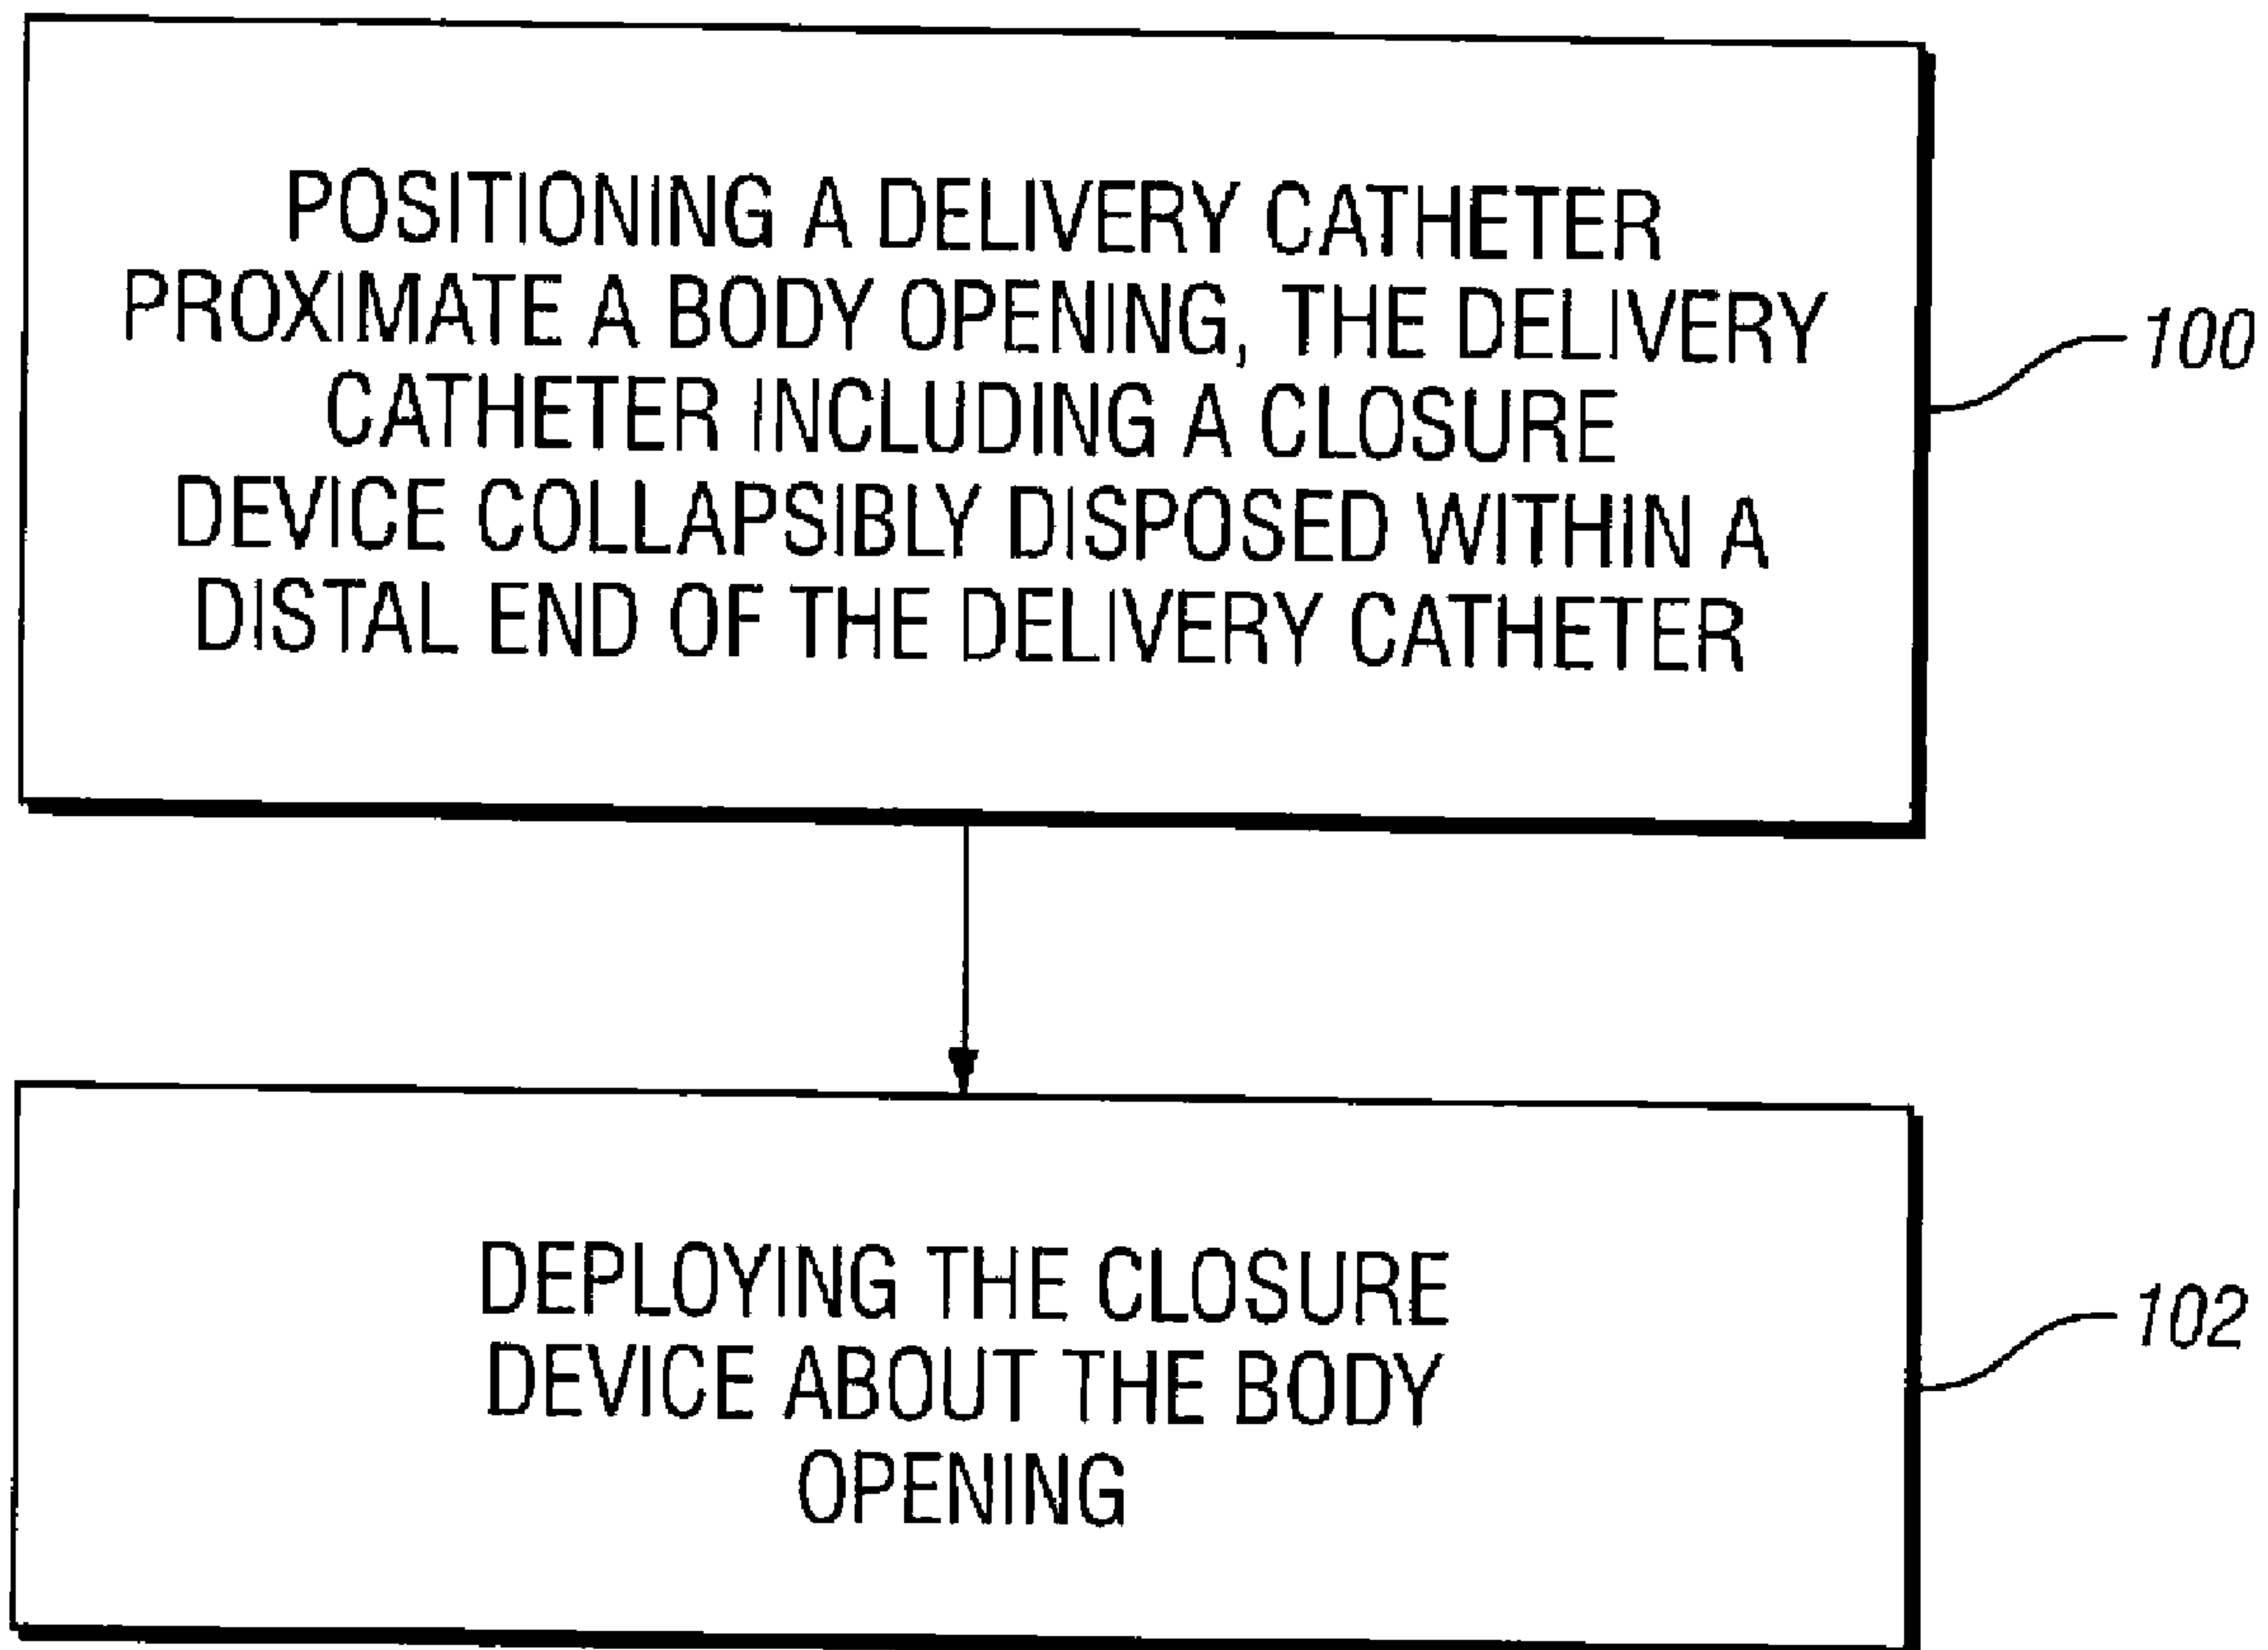 POSITIONING A DELIVERY CATHETER
PROXIMATE A BODY OPENING, THE DELIVERY
CATHETER INCLUDING A CLOSURE
DEVICE COLLAPSIBLY DISPOSED WITHIN A
DISTAL END OF THE DELIVERY CATHETER
100
DEPLOYING THE CLOSURE
DEVICE ABOUT THE BODY
OPENING
102